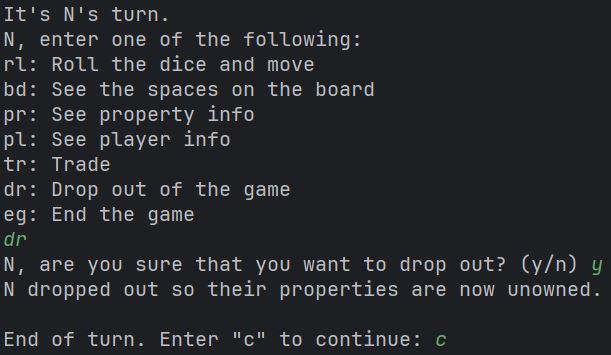 It's N's turn.
N, enter one of the following:
rl: Roll the dice and move
bd: See the spaces on the board
pr: See property info
pl: See player info
tr: Trade
dr: Drop out of the game
eg: End the game
dr
N, are you sure that you want to drop out? (y/n) y
N dropped out so their properties are now unowned.
End of turn. Enter "c" to continue: c